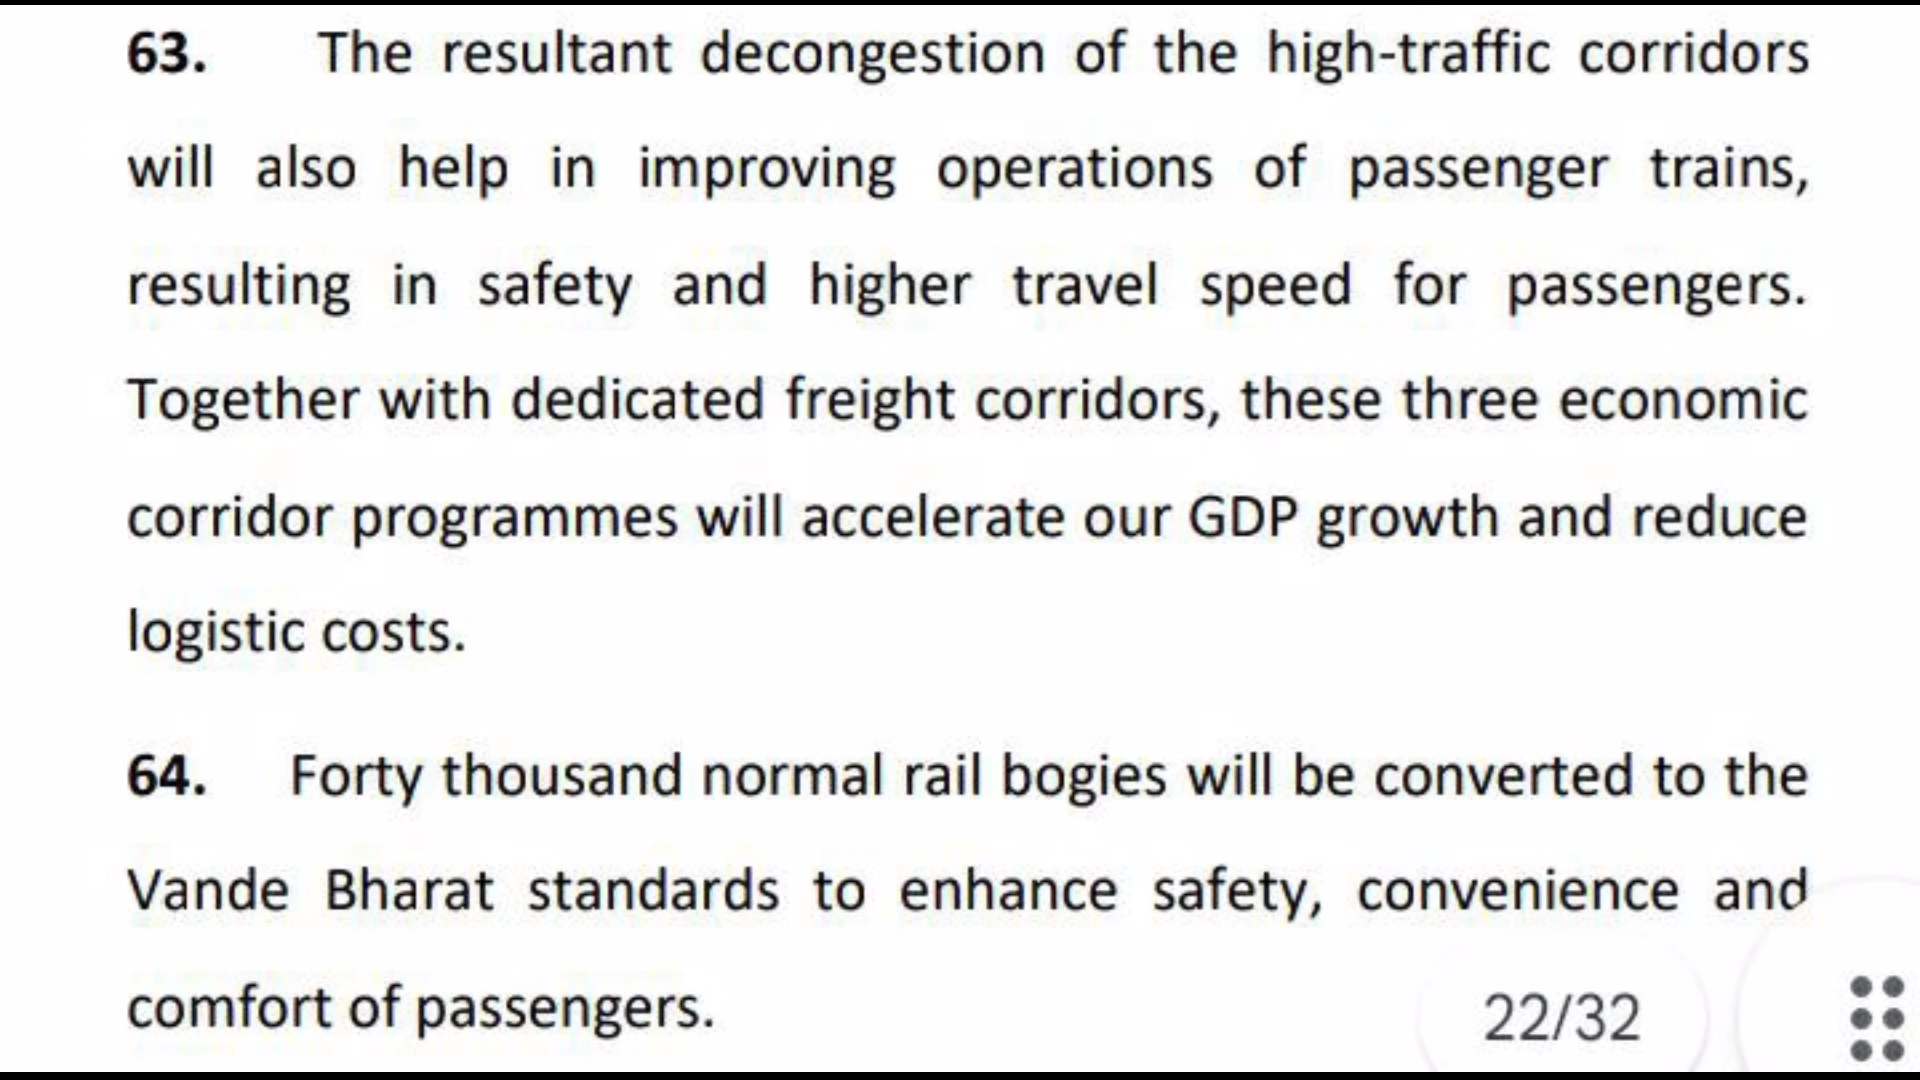 63. The resultant decongestion of the high-traffic corridors
will also help in improving operations of passenger trains,
resulting in safety and higher travel speed for passengers.
Together with dedicated freight corridors, these three economic
corridor programmes will accelerate our GDP growth and reduce
logistic costs.
64. Forty thousand normal rail bogies will be converted to the
Vande Bharat standards to enhance safety, convenience and
comfort of passengers.
22/32